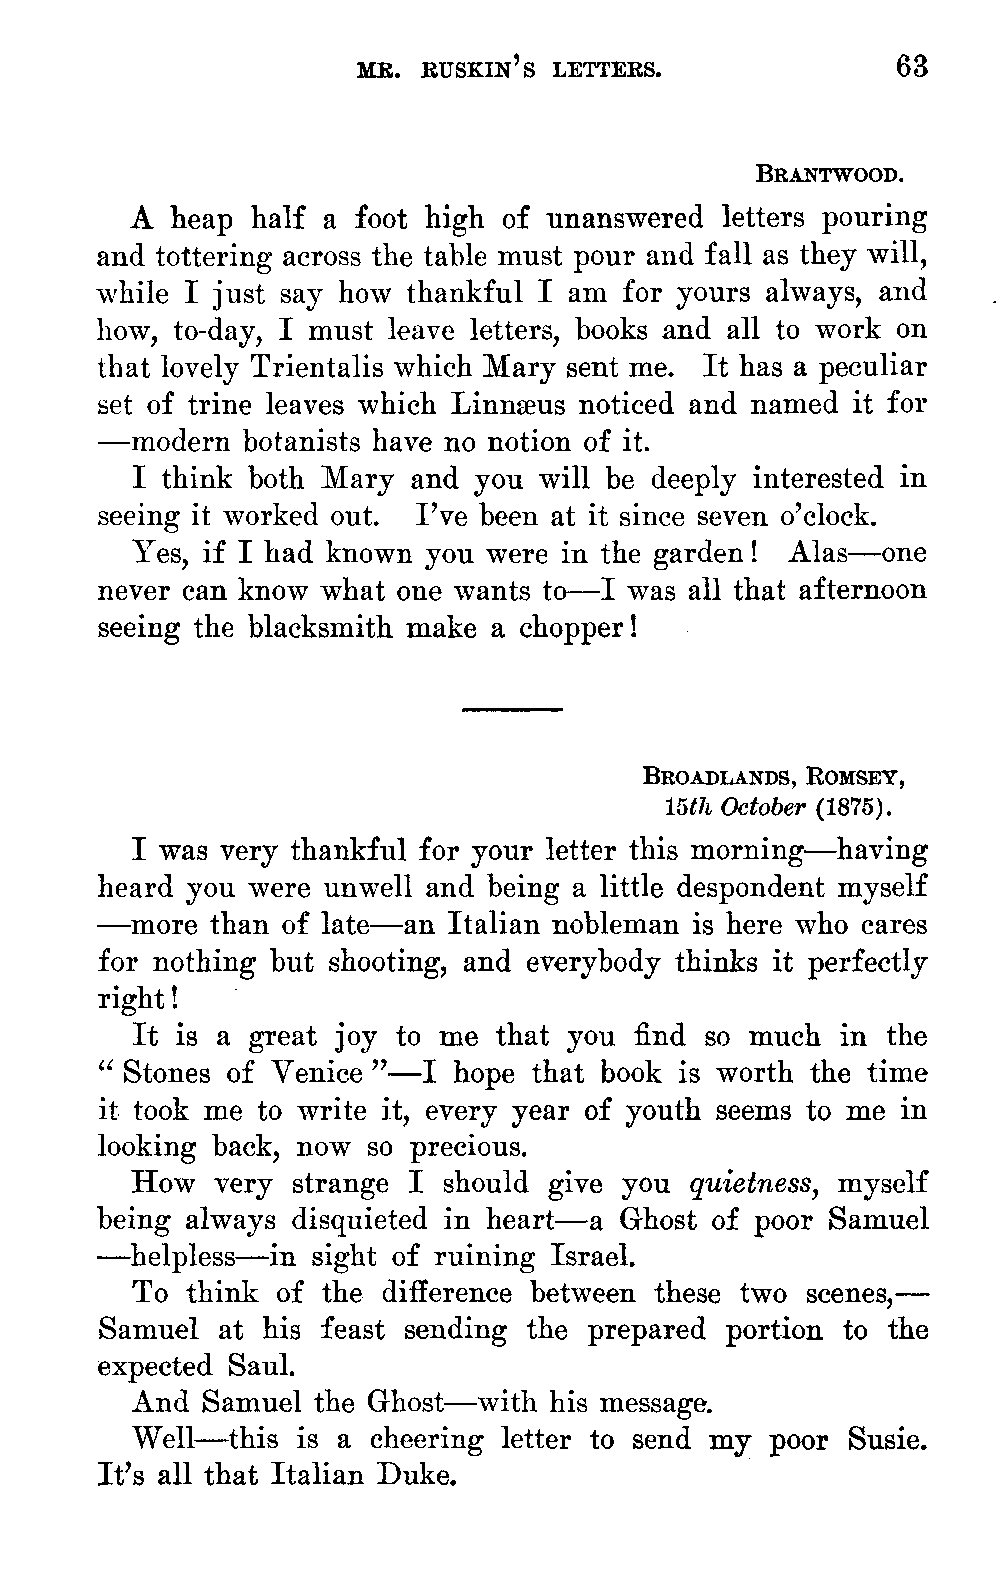 MR. RUSKIN'S LETTERS. 63
BRANTWOOD.
A heap half a foot high of unanswered letters pouring
and tottering across the table must pour and fall as they will,
while I just say how thankful I am for yours always, and
how, to-day, I must leave letters, books and all to work on
that lovely Trientalis which Mary sent me. It has a peculiar
set of trine leaves which Linnæus noticed and named it for
—modern botanists have no notion of it.
I think both Mary and you will be deeply interested in
seeing it worked out. I've been at it since seven o'clock.
Yes, if I had known you were in the garden! Alas—one
never can know what one wants to—I was all that afternoon
seeing the blacksmith make a chopper!
BROADLANDS, ROMSEY,
15th October (1875).
I was very thankful for your letter this morning—having
heard you were unwell and being a little despondent myself
—more than of late—an Italian nobleman is here who cares
for nothing but shooting, and everybody thinks it perfectly
right!
It is a great joy to me that you find so much in the
“Stones of Venice”—I hope that book is worth the time
it took me to write it, every year of youth seems to me in
looking back, now so precious.
How very strange I should give you quietness, myself
being always disquieted in heart—a Ghost of poor Samuel
—helpless—in sight of ruining Israel.
To think of the difference between these two scenes,—
Samuel at his feast sending the prepared portion to the
expected Saul.
And Samuel the Ghost—with his message.
Well—this is a cheering letter to send my poor Susie.
It's all that Italian Duke.